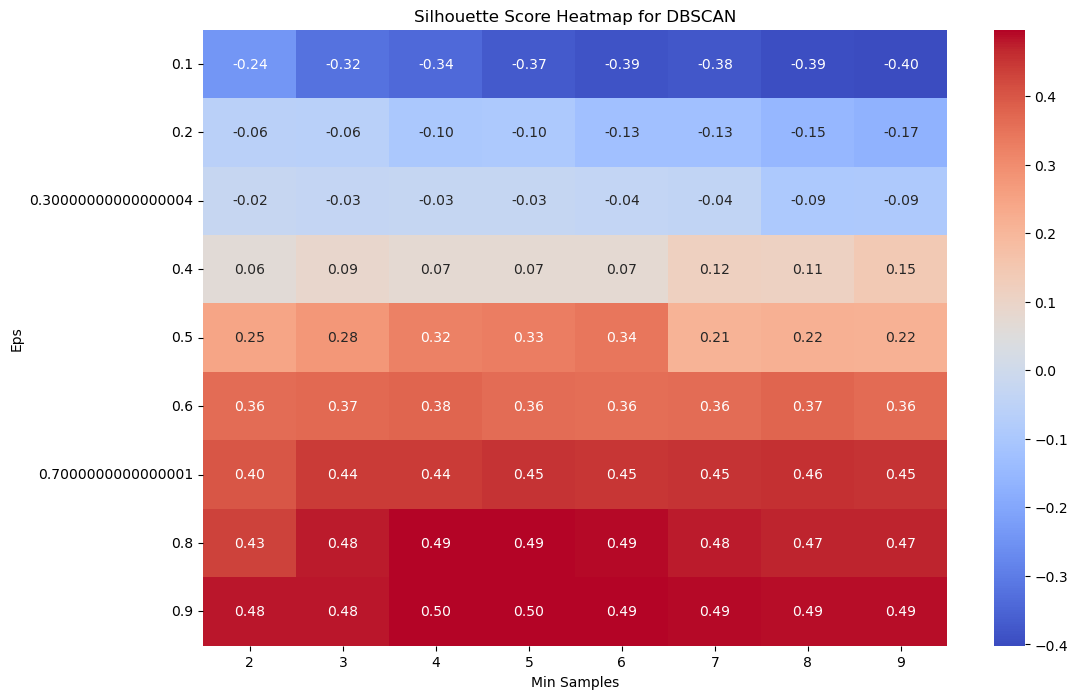 Silhouette Score Heatmap for DBSCAN
Eps
0.1 -0.24 -0.32 -0.34 -0.37 -0.39 -0.38 -0.39 -0.40
0.2 -0.06 -0.06 -0.10 -0.10 -0.13 -0.13 -0.15 -0.17
0.30000000000000004 -0.02 -0.03 -0.03 -0.03 -0.04 -0.04 -0.09 -0.09
0.4 0.06 0.09 0.07 0.07 0.07 0.12 0.11 0.15
0.5 0.25 0.28 0.32 0.33 0.34 0.21 0.22 0.22
0.6 0.36 0.37 0.38 0.36 0.36 0.36 0.37 0.36
0.7000000000000001 0.40 0.44 0.44 0.45 0.45 0.45 0.46 0.45
0.8 0.43 0.48 0.49 0.49 0.49 0.48 0.47 0.47
0.9 0.48 0.48 0.50 0.50 0.49 0.49 0.49 0.49
2 3 4 5 6 7 8 9
Min Samples
0.4
0.3
0.2
0.1
0.0
−0.1
−0.2
−0.3
−0.4